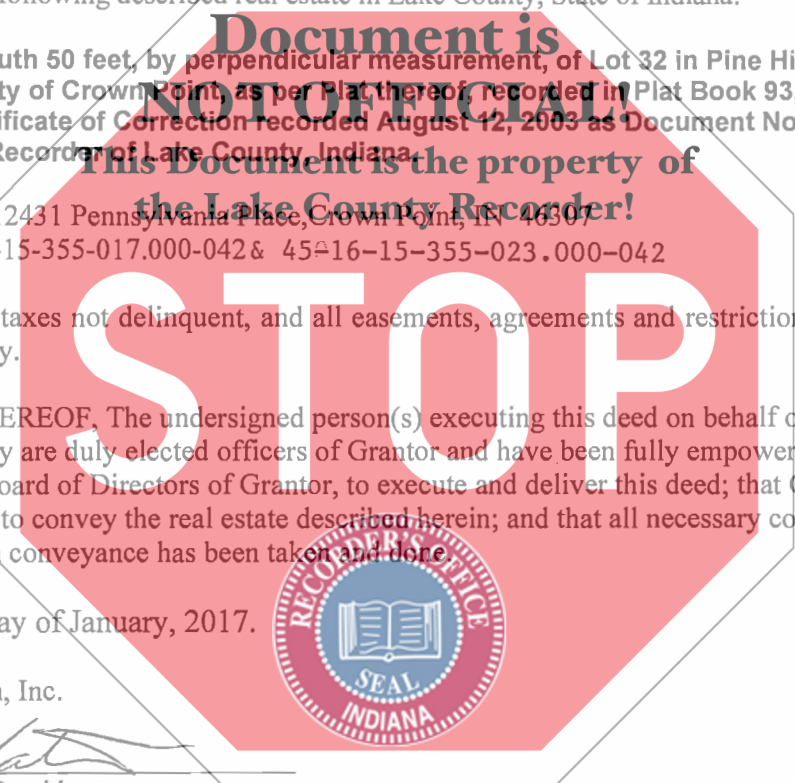 following described real estate in Lake County, State of Indiana:
Document is
uth 50 feet, by perpendicular measurement, of Lot 32 in Pine Hi
ty of Crown Point, as per Plat thereof, recorded in Plat Book 93,
NOT OFFICIAL!
ificate of Correction recorded August 12, 2003 as Document No
Recorder of Lake County, Indiana.
This Document is the property of
the Lake County Recorder!
2431 Pennsylvania Place, Crown Point, IN 46307
-15-355-017.000-042 & 45-16-15-355-023.000-042
STOP
taxes not delinquent, and all easements, agreements and restriction
y.
EREOF, The undersigned person(s) executing this deed on behalf o
y are duly elected officers of Grantor and have been fully empower
oard of Directors of Grantor, to execute and deliver this deed; that
to convey the real estate described herein; and that all necessary co
conveyance has been taken and done.
RECORDER'S OFFICE
SEAL
INDIANA
ay of January, 2017.
, Inc.